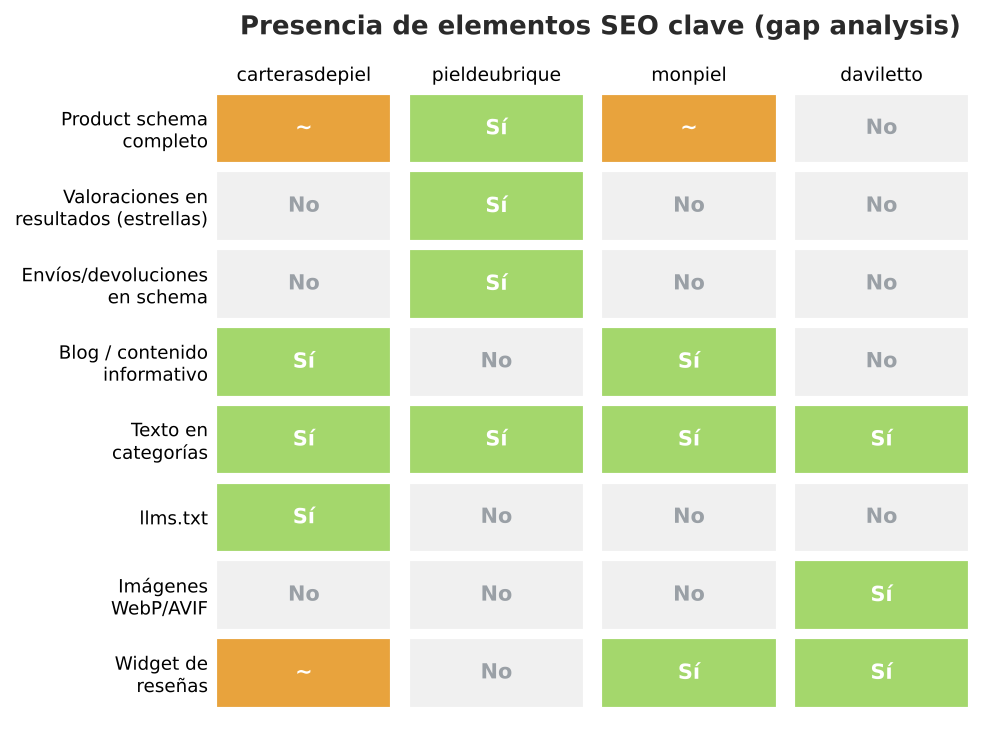 Presencia de elementos SEO clave (gap analysis)
carterasdepiel pieldeubrique monpiel daviletto
Product schema
completo
~ Sí ~ No
Valoraciones en
resultados (estrellas)
No Sí No No
Envíos/devoluciones
en schema
No Sí No No
Blog / contenido
informativo
Sí No Sí No
Texto en
categorías
Sí Sí Sí Sí
llms.txt
Sí No No No
Imágenes
WebP/AVIF
No No No Sí
Widget de
reseñas
~ No Sí Sí